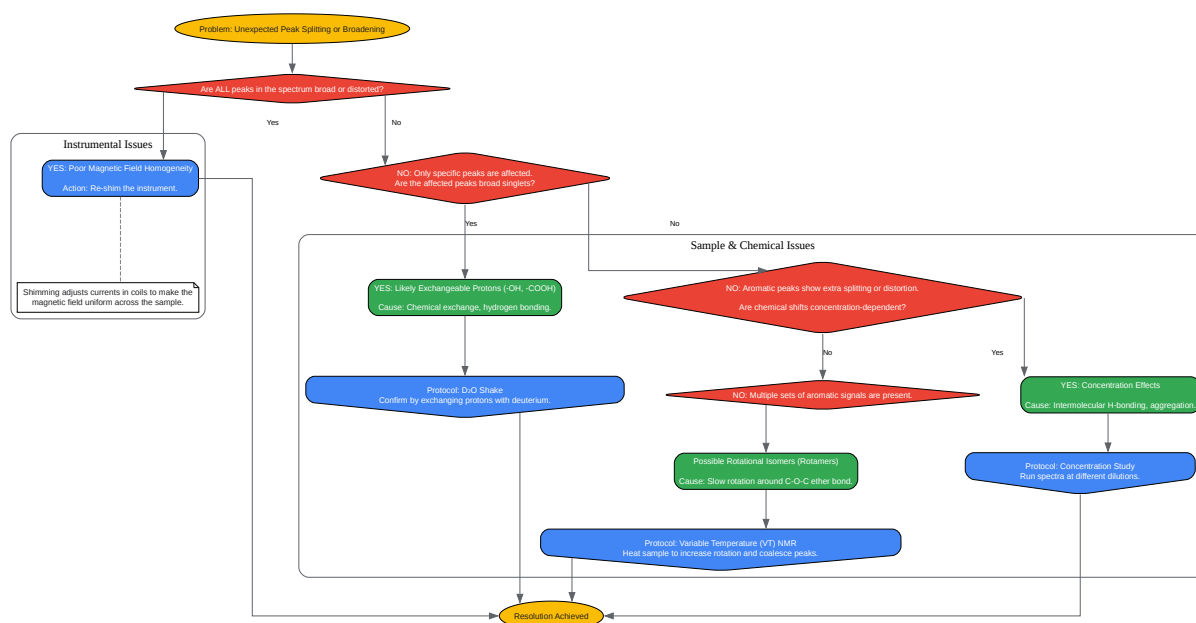 Problem: Unexpected Peak Splitting or Broadening
Are ALL peaks in the spectrum broad or distorted?
Yes
No
Instrumental Issues
YES: Poor Magnetic Field Homogeneity
Action: Re-shim the instrument.
NO: Only specific peaks are affected.
Are the affected peaks broad singlets?
Yes
No
Shimming adjusts currents in coils to make the
magnetic field uniform across the sample.
Sample & Chemical Issues
YES: Likely Exchangeable Protons (-OH, -COOH)
Cause: Chemical exchange, hydrogen bonding.
NO: Aromatic peaks show extra splitting or distortion.
Are chemical shifts concentration-dependent?
No
Yes
Protocol: D₂O Shake
Confirm by exchanging protons with deuterium.
NO: Multiple sets of aromatic signals are present.
YES: Concentration Effects
Cause: Intermolecular H-bonding, aggregation.
Possible Rotational Isomers (Rotamers)
Cause: Slow rotation around C-O-C ether bond.
Protocol: Concentration Study
Run spectra at different dilutions.
Protocol: Variable Temperature (VT) NMR
Heat sample to increase rotation and coalesce peaks.
Resolution Achieved